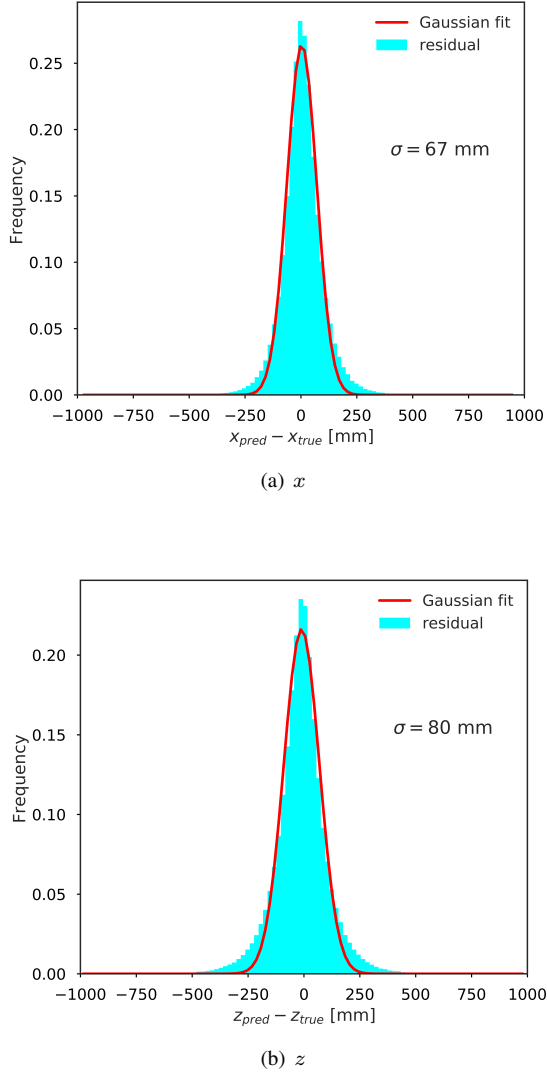 Gaussian fit
residual
σ = 67 mm
Frequency
0.25
0.20
0.15
0.10
0.05
0.00
−1000 −750 −500 −250 0 250 500 750 1000
x_pred − x_true [mm]
(a) x
Gaussian fit
residual
σ = 80 mm
Frequency
0.20
0.15
0.10
0.05
0.00
−1000 −750 −500 −250 0 250 500 750 1000
z_pred − z_true [mm]
(b) z